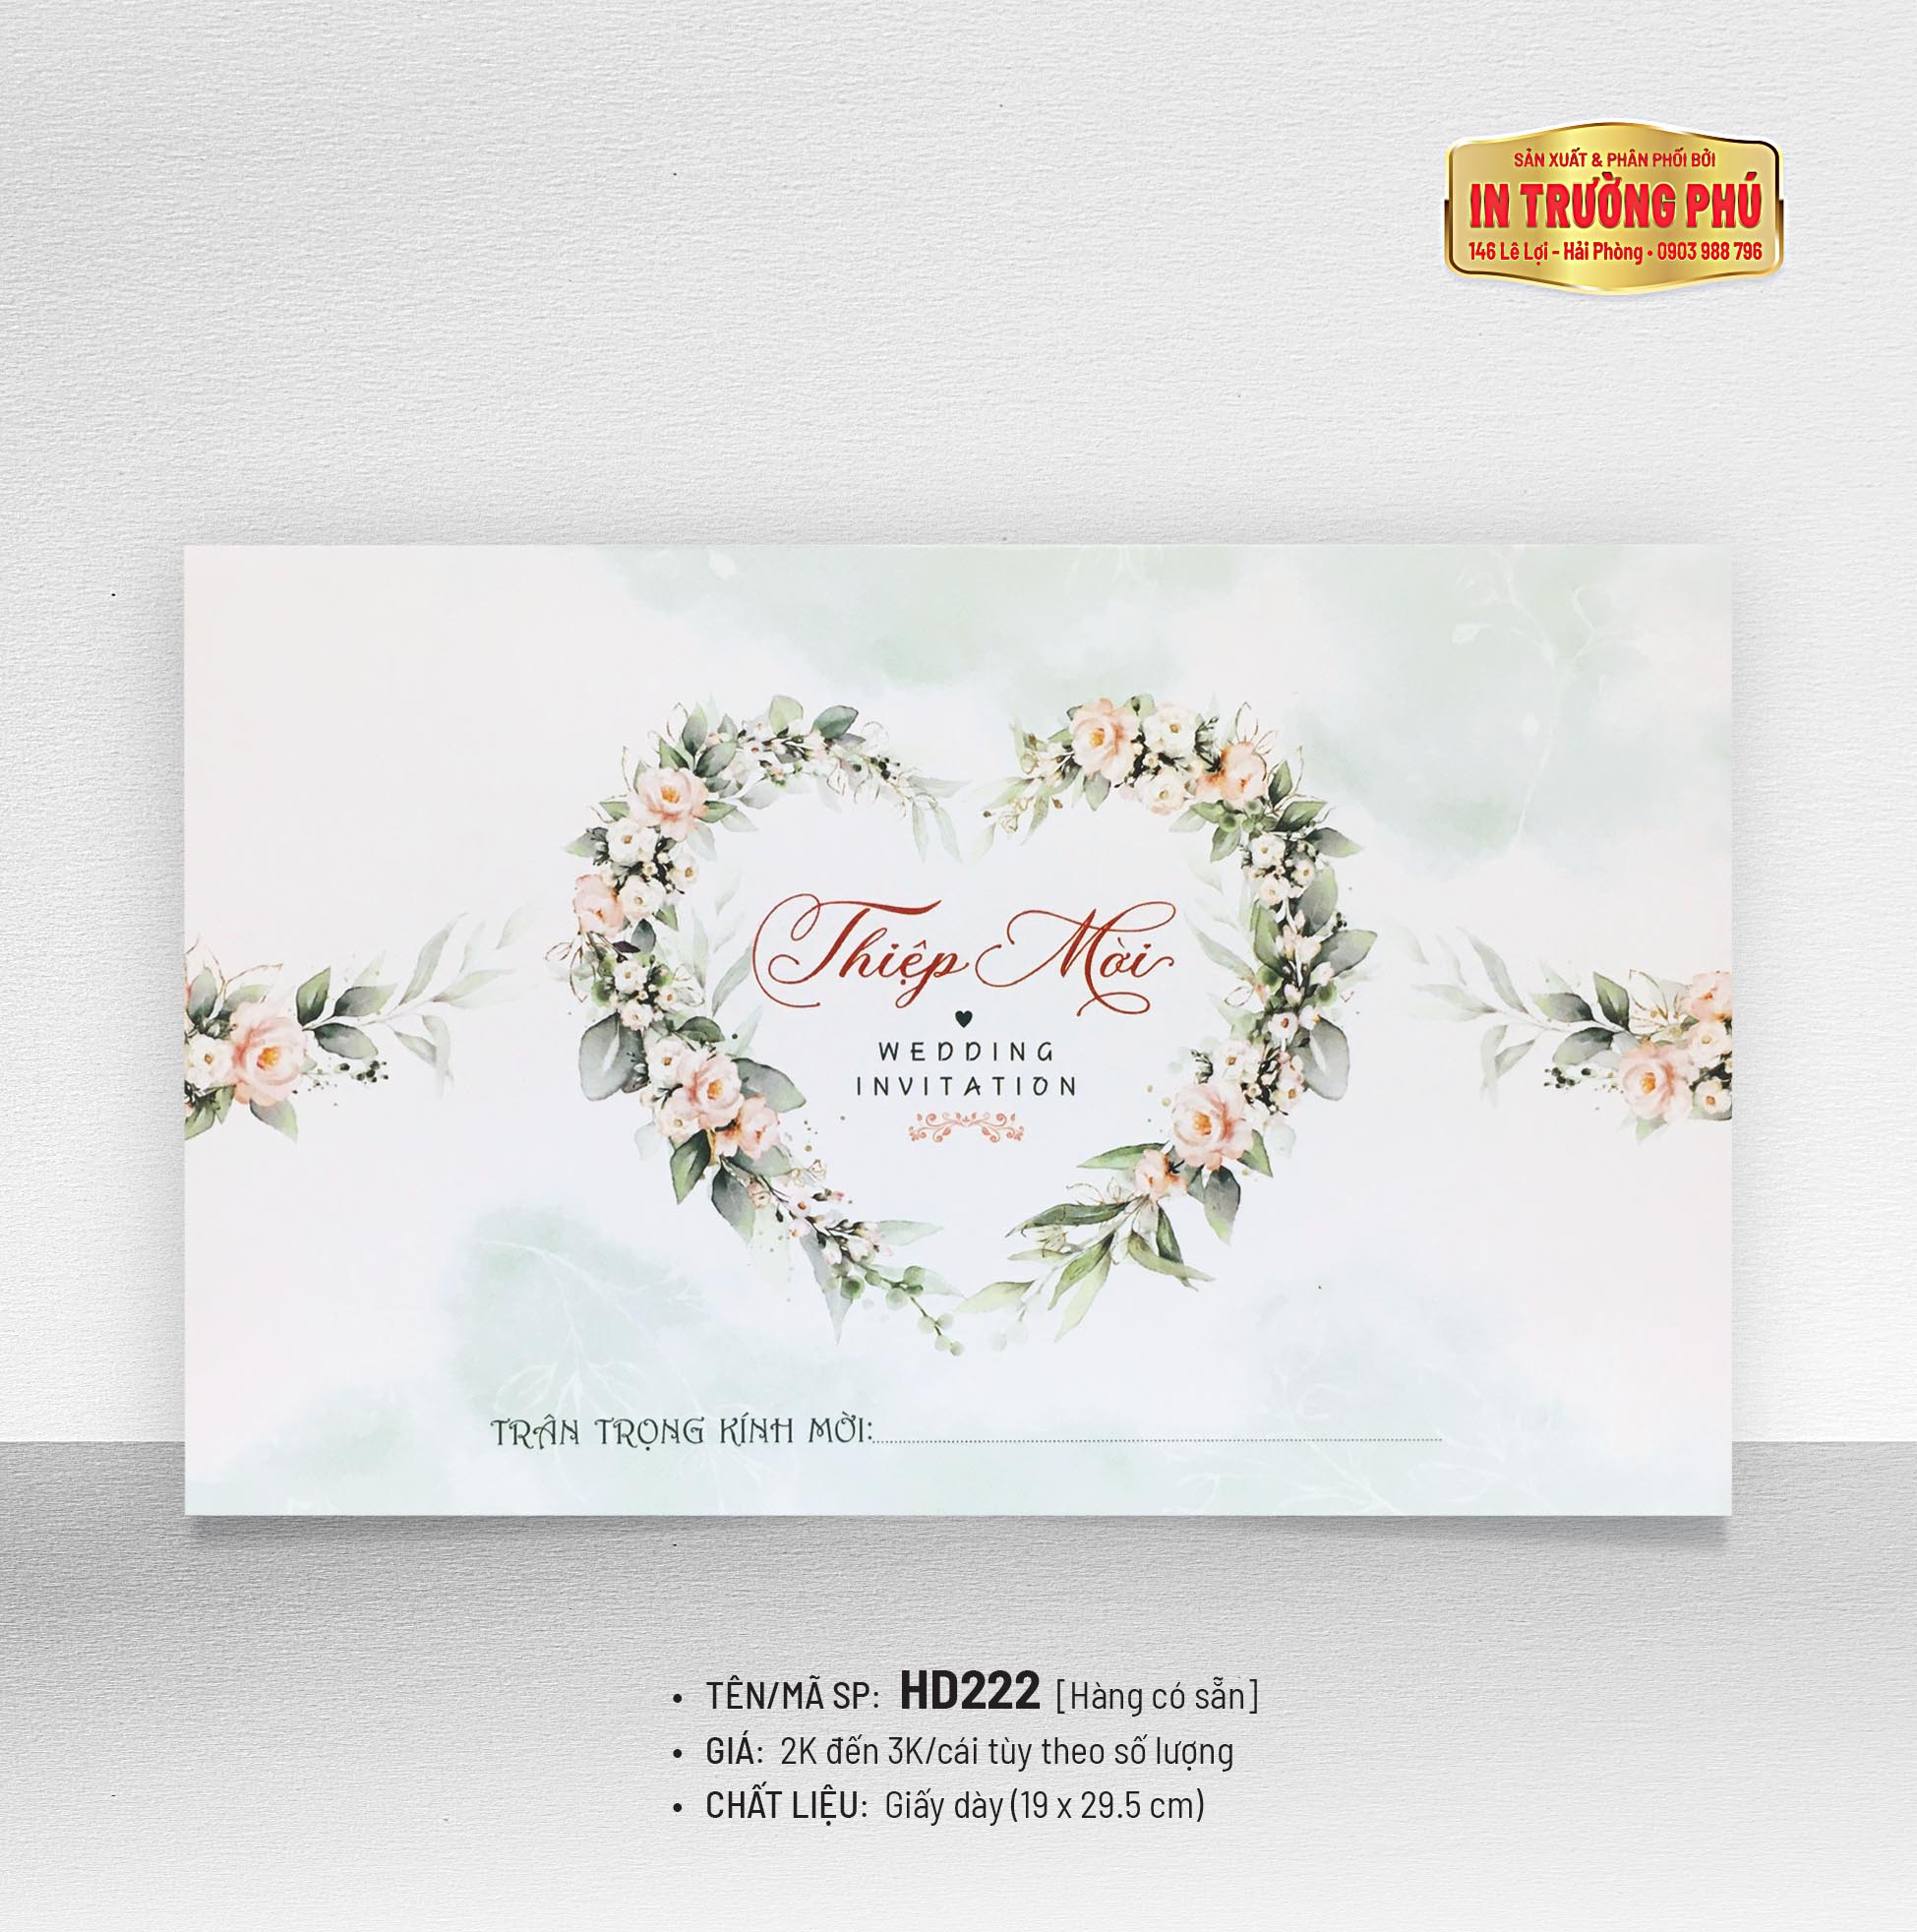 SẢN XUẤT & PHÂN PHỐI BỞI
IN TRƯỜNG PHÚ
146 Lê Lợi - Hải Phòng • 0903 988 796
Thiệp Mời
WEDDING
INVITATION
TRÂN TRỌNG KÍNH MỜI:
• TÊN/MÃ SP: HD222 [Hàng có sẵn]
• GIÁ: 2K đến 3K/cái tùy theo số lượng
• CHẤT LIỆU: Giấy dày (19 x 29.5 cm)